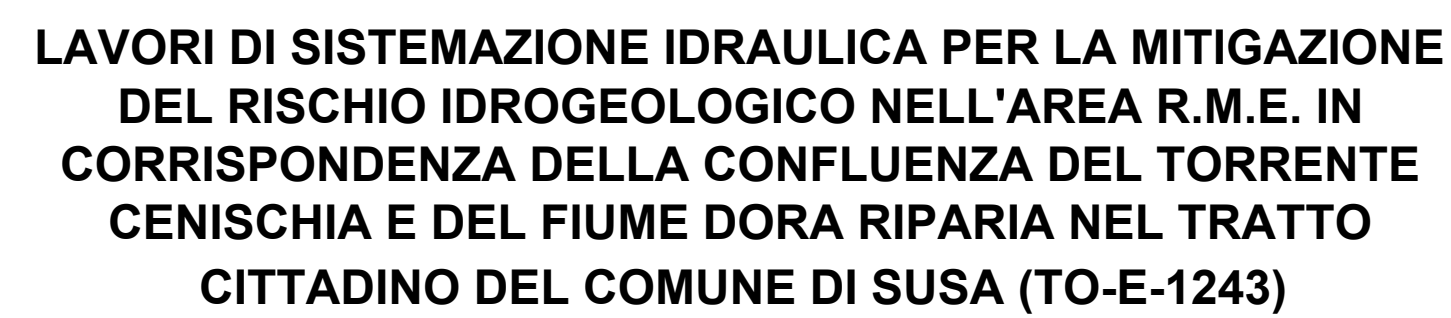 LAVORI DI SISTEMAZIONE IDRAULICA PER LA MITIGAZIONE
DEL RISCHIO IDROGEOLOGICO NELL'AREA R.M.E. IN
CORRISPONDENZA DELLA CONFLUENZA DEL TORRENTE
CENISCHIA E DEL FIUME DORA RIPARIA NEL TRATTO
CITTADINO DEL COMUNE DI SUSA (TO-E-1243)